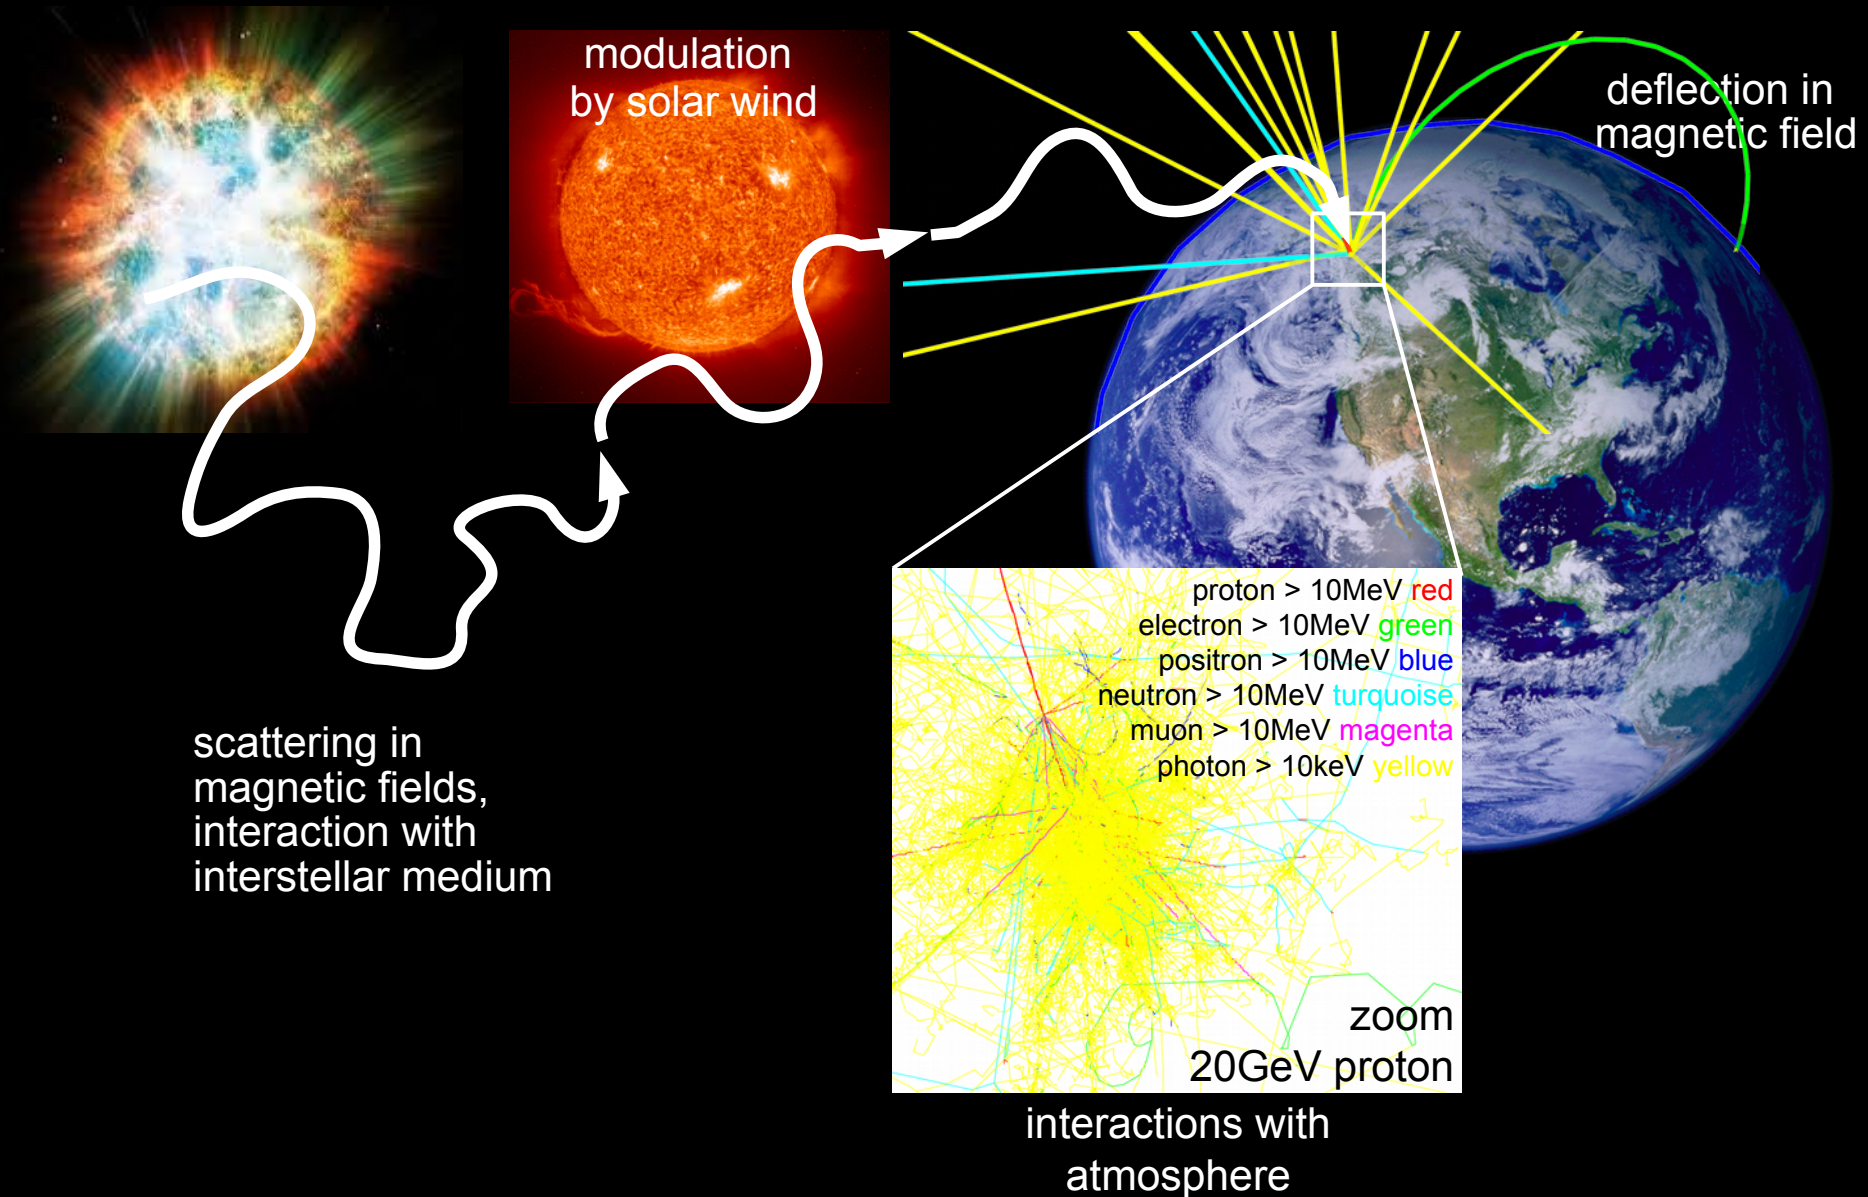 modulation
by solar wind
deflection in
magnetic field
scattering in
magnetic fields,
interaction with
interstellar medium
proton > 10MeV red
electron > 10MeV green
positron > 10MeV blue
neutron > 10MeV turquoise
muon > 10MeV magenta
photon > 10keV yellow
zoom
20GeV proton
interactions with
atmosphere